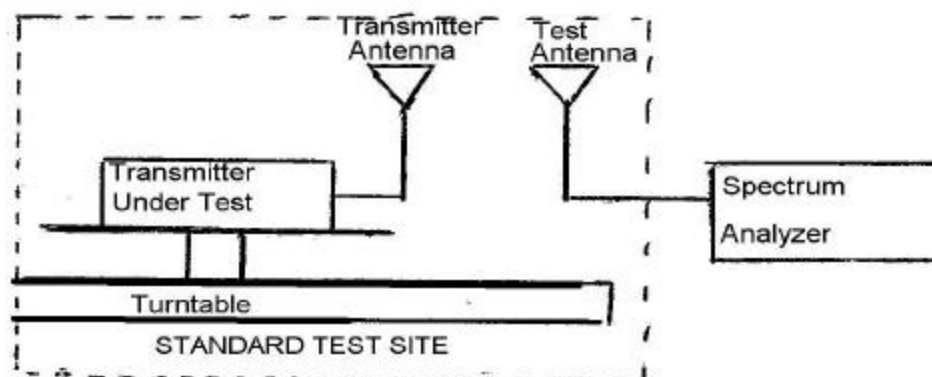 Transmitter
Antenna
Test
Antenna
Transmitter
Under Test
Spectrum
Analyzer
Turntable
STANDARD TEST SITE